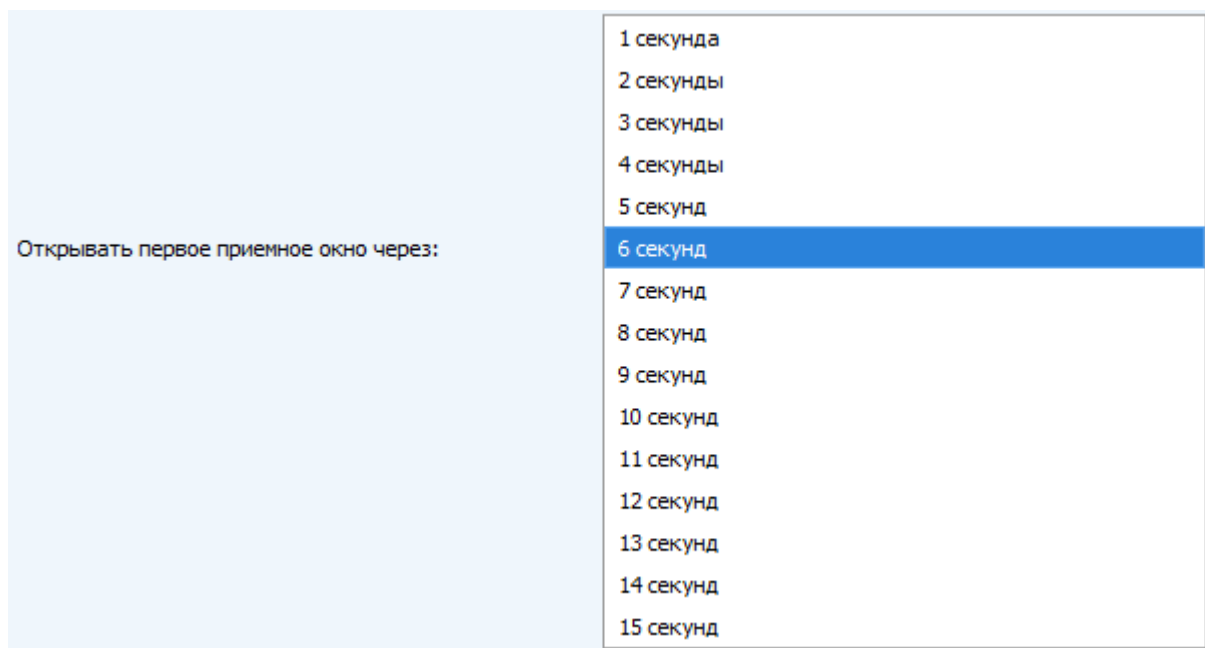 1 секунда
2 секунды
3 секунды
4 секунды
5 секунд
Открывать первое приемное окно через:
6 секунд
7 секунд
8 секунд
9 секунд
10 секунд
11 секунд
12 секунд
13 секунд
14 секунд
15 секунд